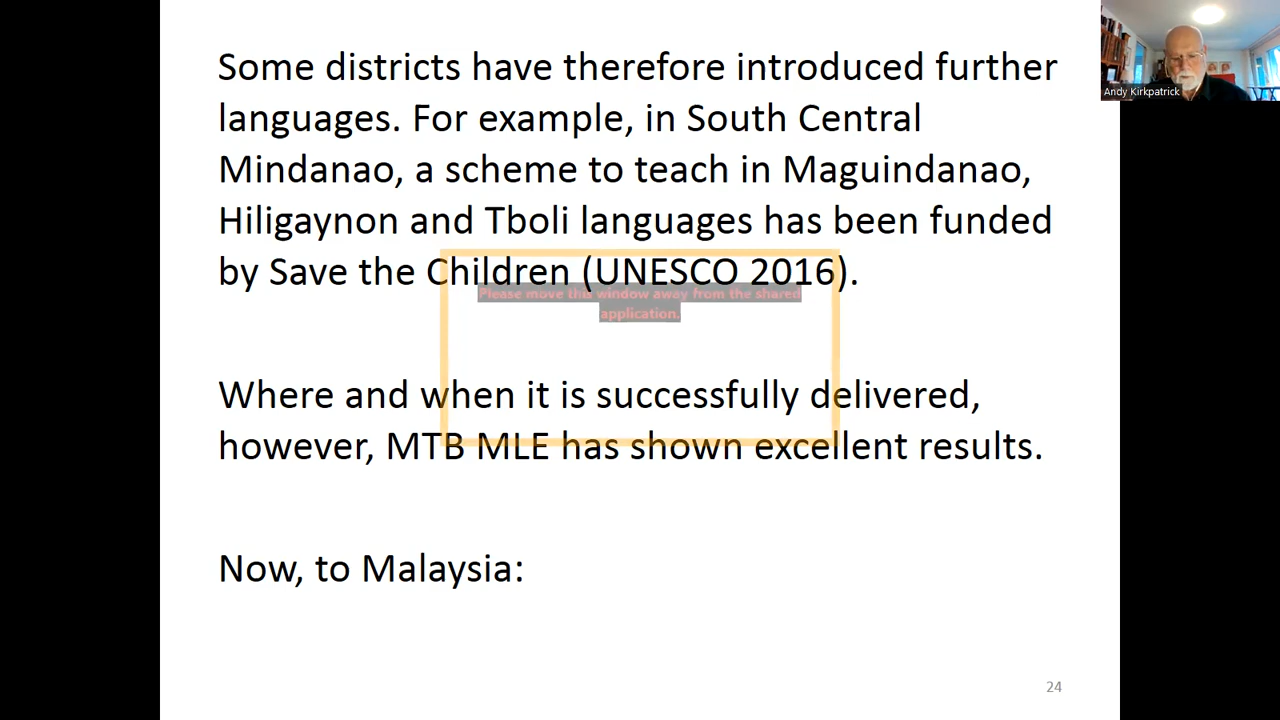 Some districts have therefore introduced further
languages. For example, in South Central
Mindanao, a scheme to teach in Maguindanao,
Hiligaynon and Tboli languages has been funded
by Save the Children (UNESCO 2016).
Please move this window away from the shared
application.
Where and when it is successfully delivered,
however, MTB MLE has shown excellent results.
Now, to Malaysia:
24
Andy Kirkpatrick